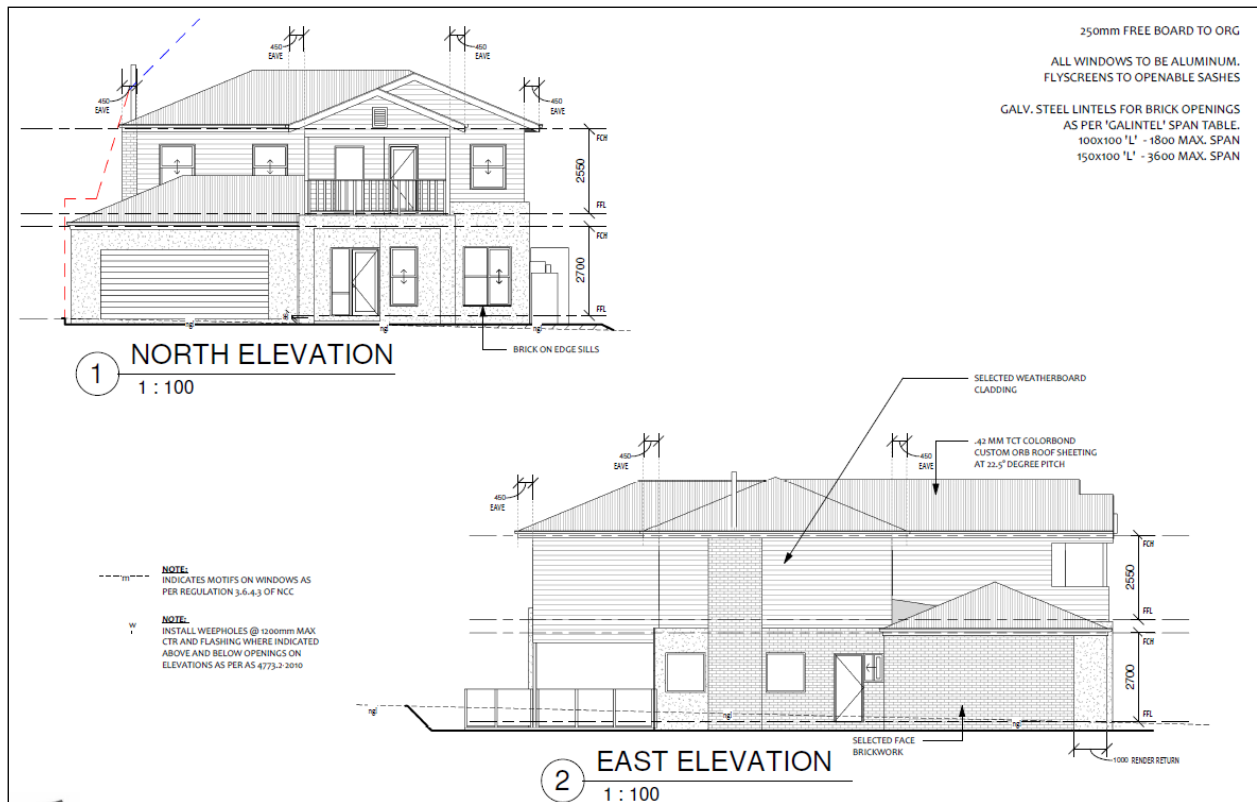 250mm FREE BOARD TO ORG
ALL WINDOWS TO BE ALUMINUM.
FLYSCREENS TO OPENABLE SASHES
GALV. STEEL LINTELS FOR BRICK OPENINGS
AS PER 'GALINTEL' SPAN TABLE.
100x100 'L' - 1800 MAX. SPAN
150x100 'L' - 3600 MAX. SPAN
450
EAVE
450
EAVE
450
EAVE
450
EAVE
FCH
2550
FFL
FCH
2700
FFL
ngl
ngl
ngl
BRICK ON EDGE SILLS
1
NORTH ELEVATION
1 : 100
SELECTED WEATHERBOARD
CLADDING
.42 MM TCT COLORBOND
CUSTOM ORB ROOF SHEETING
AT 22.5° DEGREE PITCH
450
EAVE
450
EAVE
450
EAVE
FCH
2550
FFL
FCH
2700
FFL
m
NOTE:
INDICATES MOTIFS ON WINDOWS AS
PER REGULATION 3.6.4.3 OF NCC
w
NOTE:
INSTALL WEEPHOLES @ 1200mm MAX
CTR AND FLASHING WHERE INDICATED
ABOVE AND BELOW OPENINGS ON
ELEVATIONS AS PER AS 4773.2-2010
ngl
ngl
ngl
SELECTED FACE
BRICKWORK
1000 RENDER RETURN
2
EAST ELEVATION
1 : 100